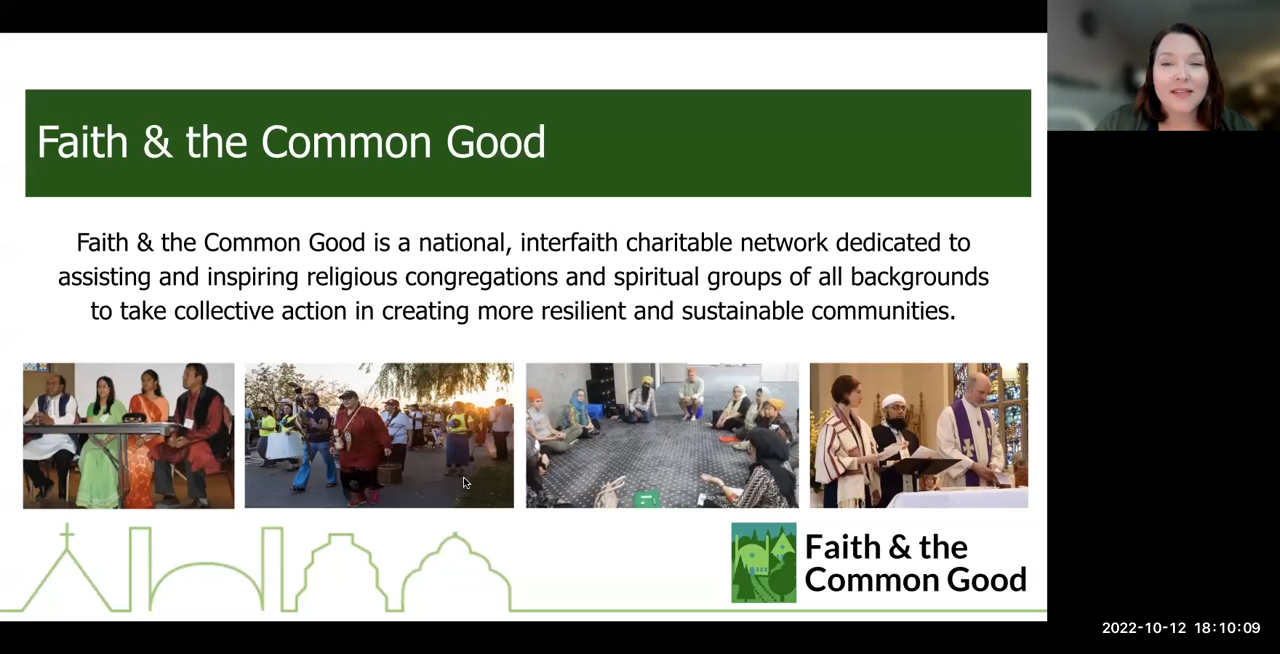 Faith & the Common Good
Faith & the Common Good is a national, interfaith charitable network dedicated to
assisting and inspiring religious congregations and spiritual groups of all backgrounds
to take collective action in creating more resilient and sustainable communities.
Faith & the
Common Good
2022-10-12 18:10:09